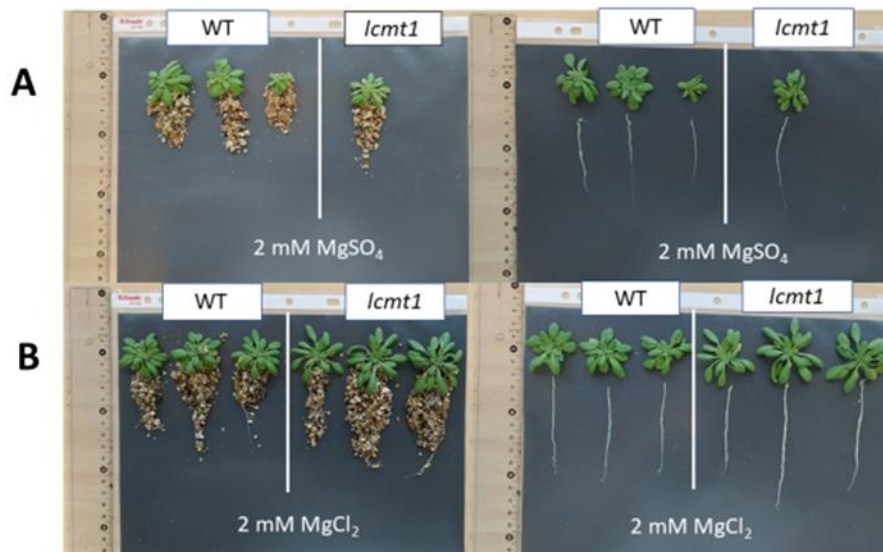 WT
lcmt1
WT
lcmt1
A
2 mM MgSO₄
2 mM MgSO₄
WT
lcmt1
WT
lcmt1
B
2 mM MgCl₂
2 mM MgCl₂